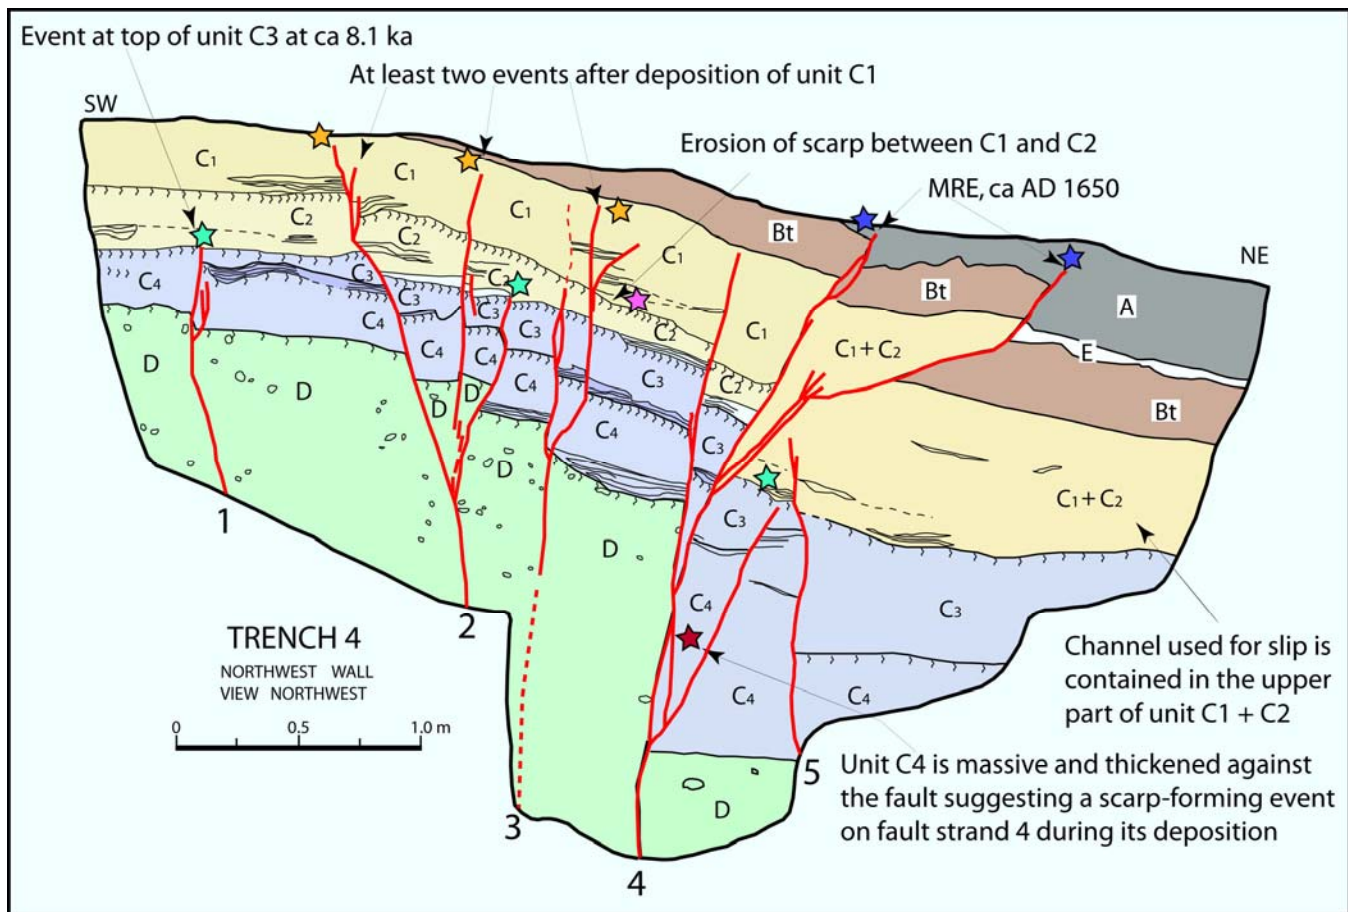 Event at top of unit C3 at ca 8.1 ka
At least two events after deposition of unit C1
SW
Erosion of scarp between C1 and C2
MRE, ca AD 1650
NE
C1
C1
C1
C1
C1
C2
C2
C2
C2
C2
Bt
Bt
Bt
A
E
C1 + C2
C1 + C2
C3
C3
C3
C3
C3
C3
C3
C3
C4
C4
C4
C4
C4
C4
C4
C4
C4
D
D
D
D
D
D
D
1
2
3
4
5
TRENCH 4
NORTHWEST WALL
VIEW NORTHWEST
0 0.5 1.0 m
Channel used for slip is
contained in the upper
part of unit C1 + C2
Unit C4 is massive and thickened against
the fault suggesting a scarp-forming event
on fault strand 4 during its deposition